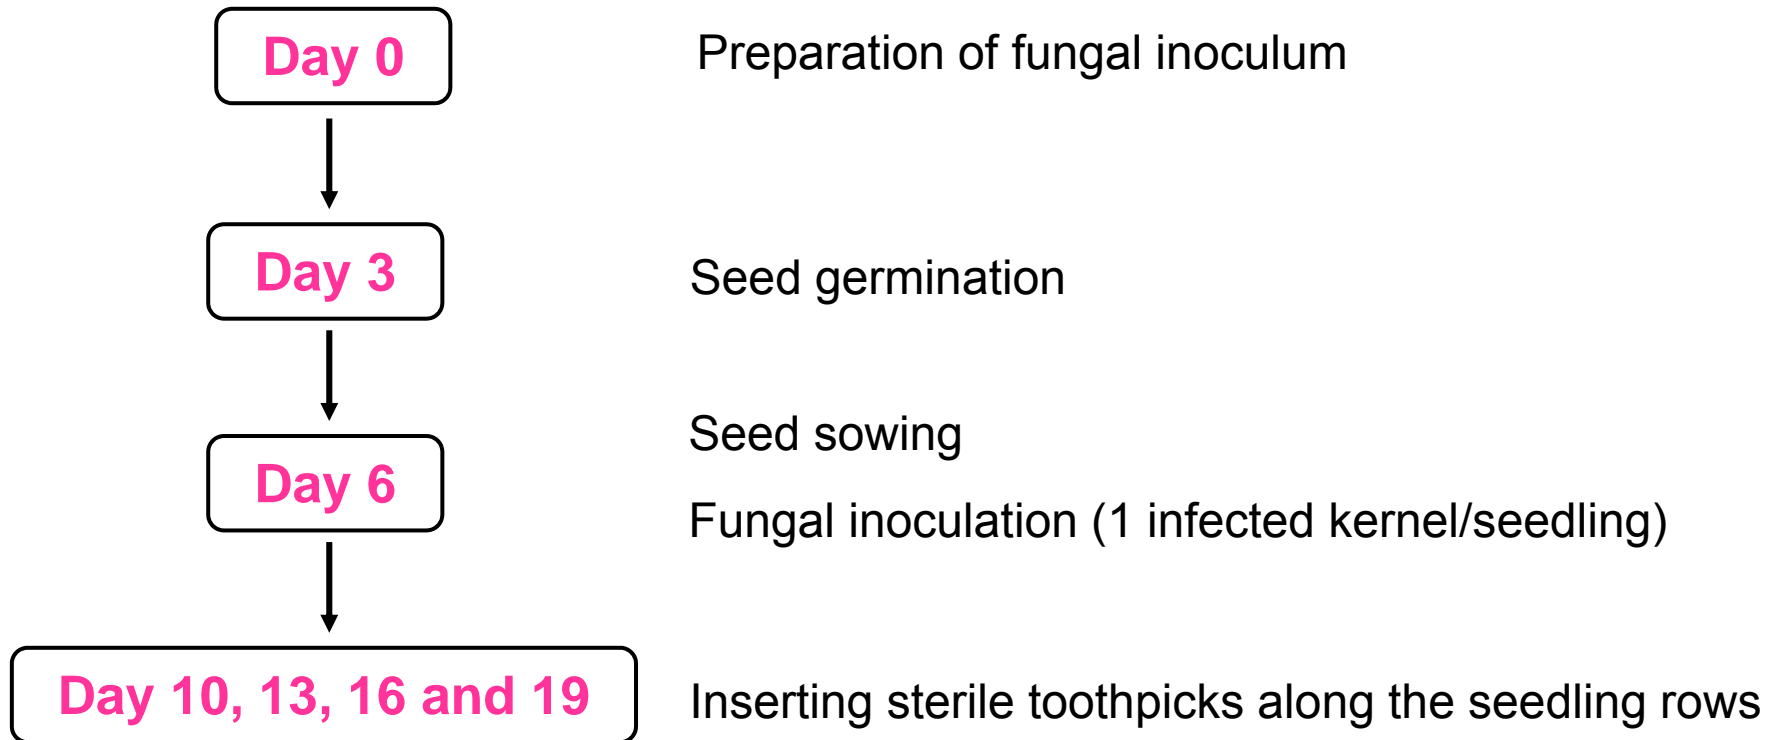 Day 0
Preparation of fungal inoculum
Day 3
Seed germination
Day 6
Seed sowing
Fungal inoculation (1 infected kernel/seedling)
Day 10, 13, 16 and 19
Inserting sterile toothpicks along the seedling rows